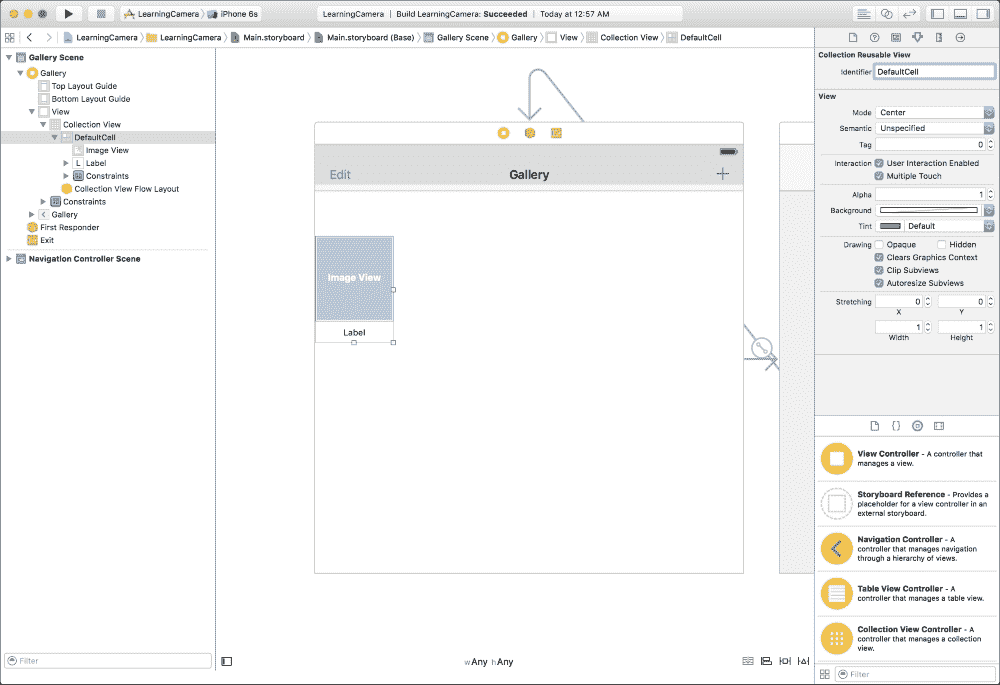 LearningCamera iPhone 6s
LearningCamera | Build LearningCamera: Succeeded | Today at 12:57 AM
LearningCamera LearningCamera Main.storyboard Main.storyboard (Base) Gallery Scene Gallery View Collection View DefaultCell
Gallery Scene
Gallery
Top Layout Guide
Bottom Layout Guide
View
Collection View
DefaultCell
Image View
L Label
Constraints
Collection View Flow Layout
Constraints
Gallery
First Responder
Exit
Navigation Controller Scene
Filter
Edit Gallery
Image View
Label
wAny hAny
Collection Reusable View
Identifier DefaultCell
View
Mode Center
Semantic Unspecified
Tag 0
Interaction User Interaction Enabled
Multiple Touch
Alpha 1
Background
Tint Default
Drawing Opaque Hidden
Clears Graphics Context
Clip Subviews
Autoresize Subviews
Stretching 0 0
X Y
1 1
Width Height
View Controller - A controller that
manages a view.
Storyboard Reference - Provides a
placeholder for a view controller in an
external storyboard.
Navigation Controller - A
controller that manages navigation
through a hierarchy of views.
Table View Controller - A
controller that manages a table view.
Collection View Controller - A
controller that manages a collection
view.
Filter